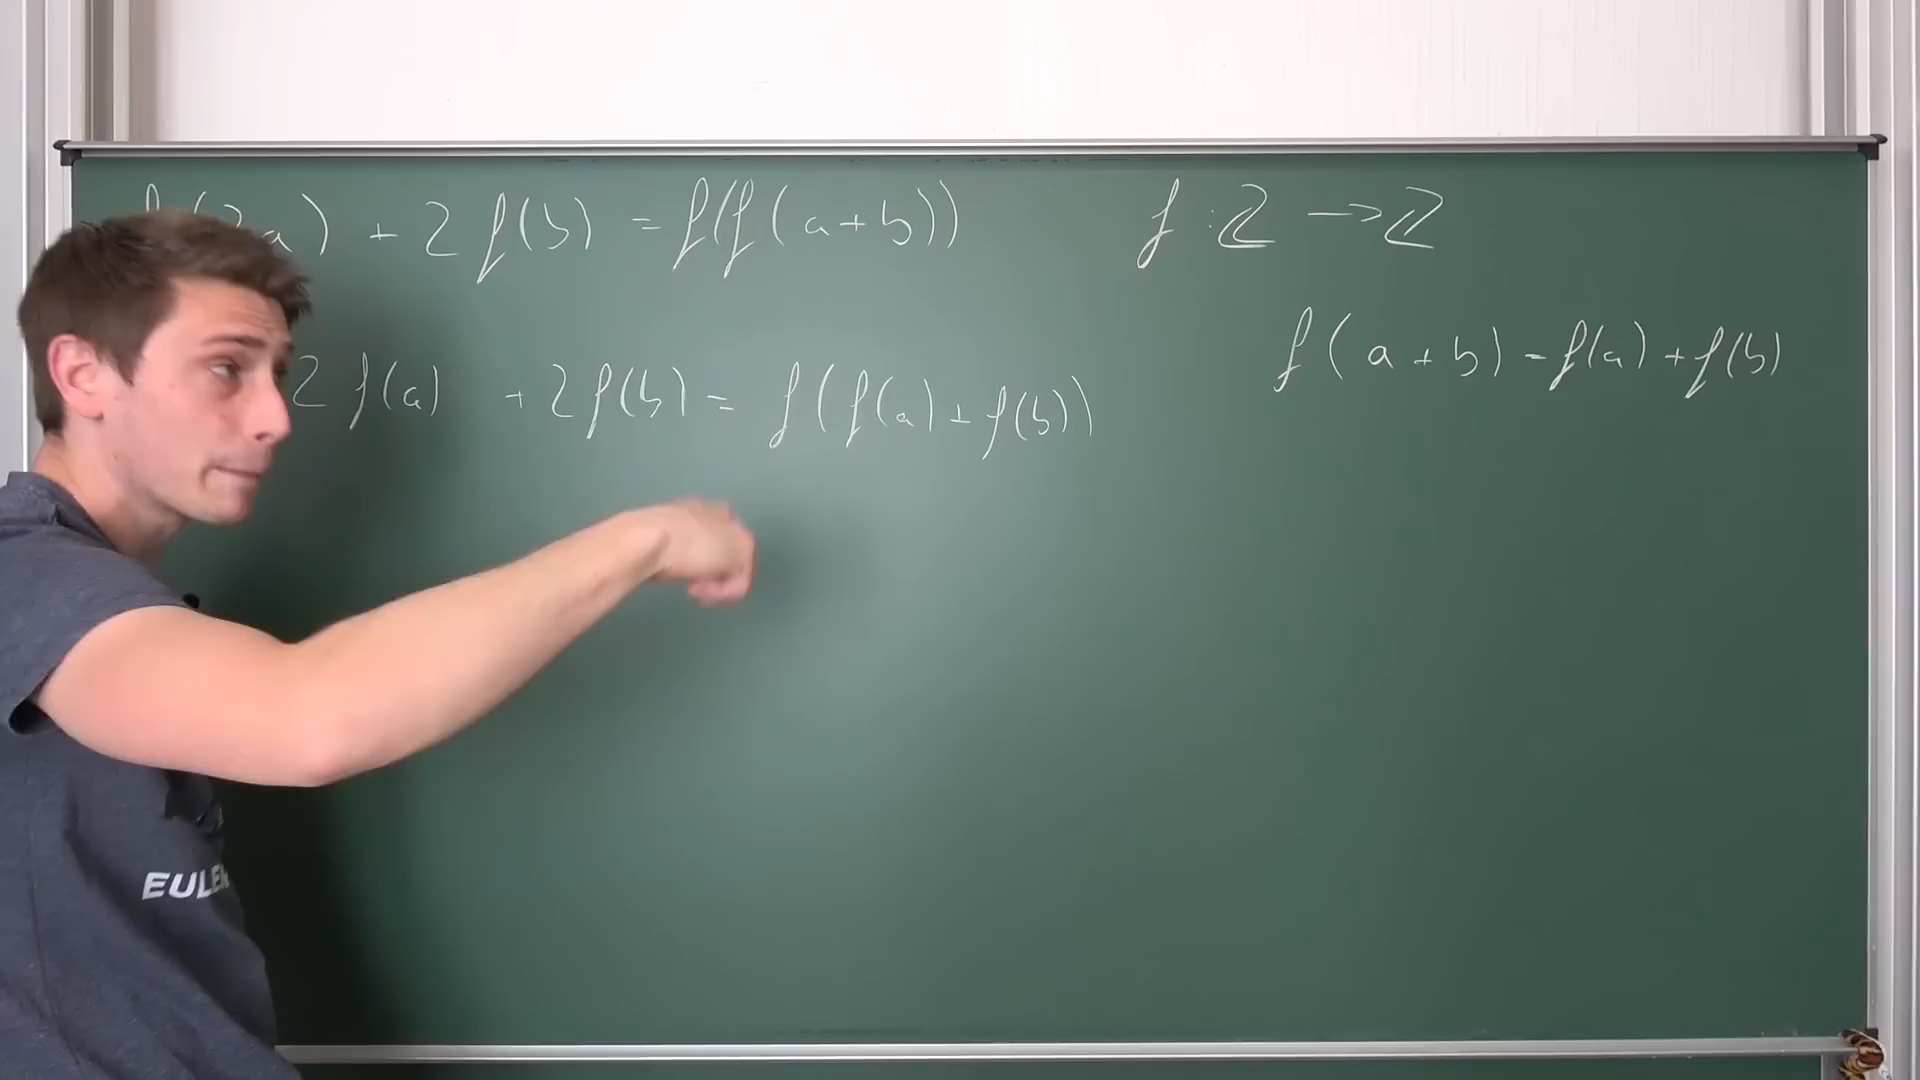 f(2a) + 2f(b) = f(f(a+b)) f: ℤ → ℤ
f(a+b) = f(a) + f(b)
2f(a) + 2f(b) = f(f(a) + f(b))
EULER